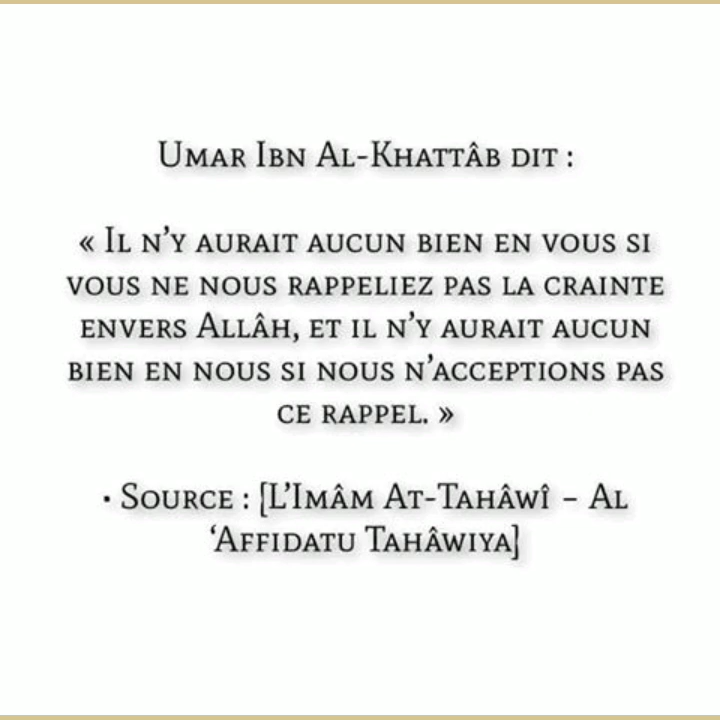 Umar Ibn Al-Khattâb dit :
« Il n’y aurait aucun bien en vous si
vous ne nous rappeliez pas la crainte
envers Allâh, et il n’y aurait aucun
bien en nous si nous n’acceptions pas
ce rappel. »
• Source : [L’Imâm At-Tahâwî – Al
‘Affidatu Tahâwiya]